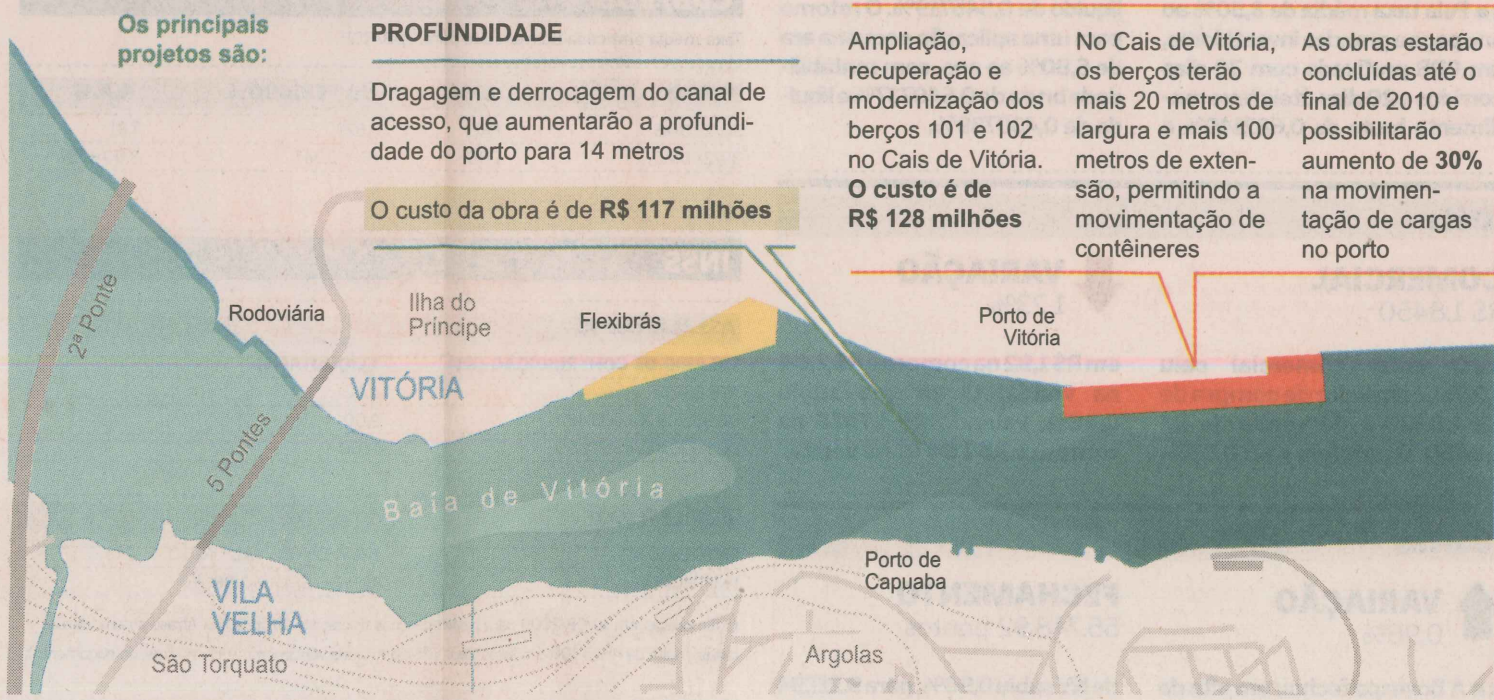 Os principais
projetos são:
PROFUNDIDADE
Dragagem e derrocagem do canal de
acesso, que aumentarão a profundi-
dade do porto para 14 metros
O custo da obra é de R$ 117 milhões
Ampliação,
recuperação e
modernização dos
berços 101 e 102
no Cais de Vitória.
O custo é de
R$ 128 milhões
No Cais de Vitória,
os berços terão
mais 20 metros de
largura e mais 100
metros de exten-
são, permitindo a
movimentação de
contêineres
As obras estarão
concluídas até o
final de 2010 e
possibilitarão
aumento de 30%
na movimen-
tação de cargas
no porto
2ª Ponte
Rodoviária
Ilha do
Príncipe
Flexibrás
Porto de
Vitória
VITÓRIA
5 Pontes
Baía de Vitória
Porto de
Capuaba
VILA
VELHA
São Torquato
Argolas